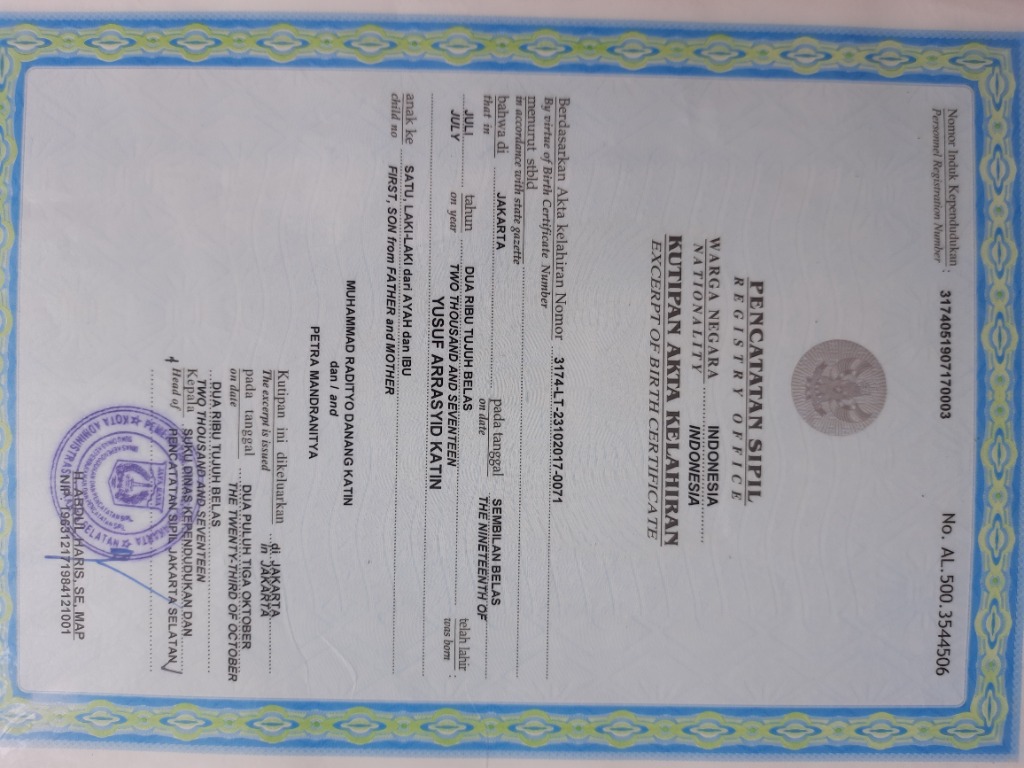 Nomor Induk Kependudukan : 3174051907170003 No. AL.500.3544506
Personnel Registration Number
PENCATATAN SIPIL
REGISTRY OFFICE
WARGA NEGARA INDONESIA
NATIONALITY INDONESIA
KUTIPAN AKTA KELAHIRAN
EXCERPT OF BIRTH CERTIFICATE
Berdasarkan Akta kelahiran Nomor 3174-LT-23102017-0071
By virtue of Birth Certificate Number
menurut stbld
in accordance with state gazette
bahwa di JAKARTA pada tanggal SEMBILAN BELAS
that in on date THE NINETEENTH OF
JULI tahun DUA RIBU TUJUH BELAS telah lahir :
JULY on year TWO THOUSAND AND SEVENTEEN was born
YUSUF ARRASYID KATIN
anak ke SATU, LAKI-LAKI dari AYAH dan IBU
child no FIRST, SON from FATHER and MOTHER
MUHAMMAD RADITYO DANANG KATIN
dan / and
PETRA MANDRANITYA
Kutipan ini dikeluarkan di JAKARTA
The excerpt is issued in JAKARTA
pada tanggal DUA PULUH TIGA OKTOBER
on date THE TWENTY-THIRD OF OCTOBER
DUA RIBU TUJUH BELAS
TWO THOUSAND AND SEVENTEEN
Kepala SUKU DINAS KEPENDUDUKAN DAN
Head of PENCATATAN SIPIL JAKARTA SELATAN
H. ABDUL HARIS, SE, MAP
NIP. 196312171984121001